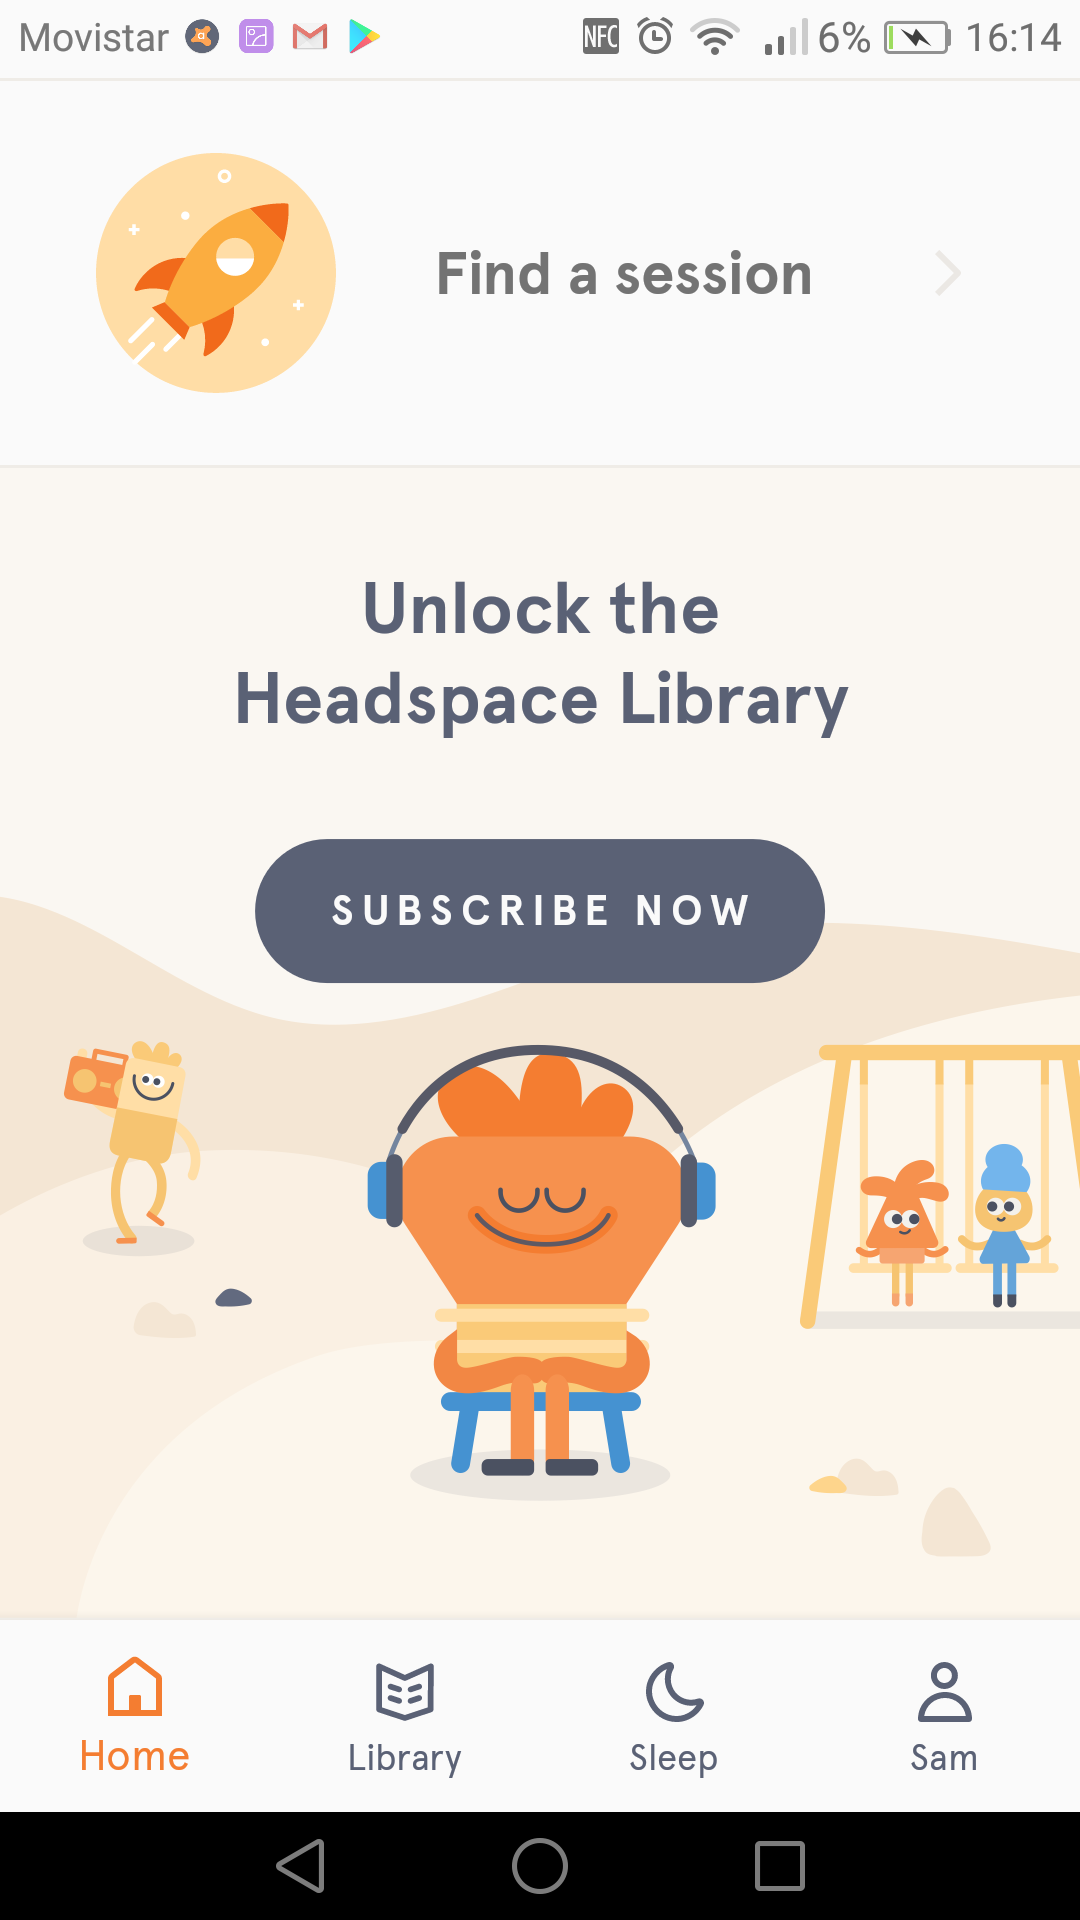 Movistar NFC 6% 16:14
Find a session
Unlock the
Headspace Library
SUBSCRIBE NOW
Home Library Sleep Sam